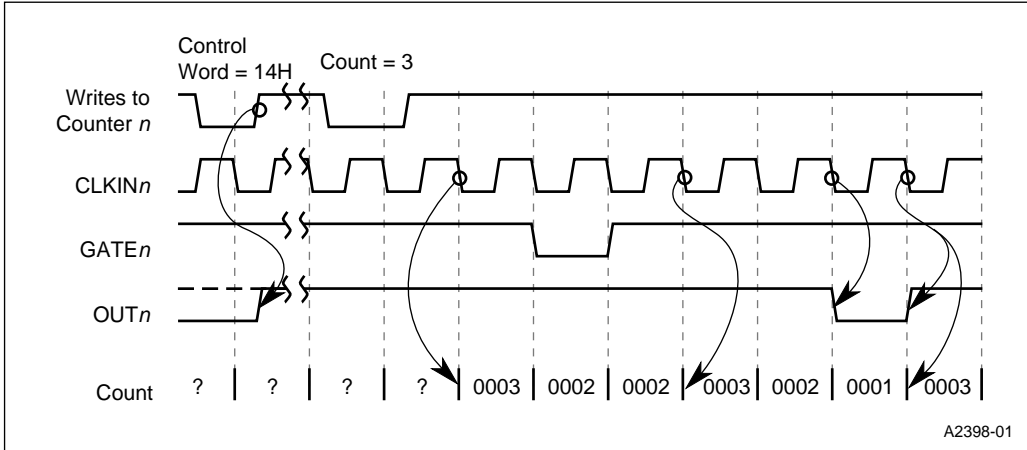 Control
Word = 14H
Count = 3
Writes to
Counter n
CLKINn
GATEn
OUTn
Count ? ? ? ? 0003 0002 0002 0003 0002 0001 0003
A2398-01